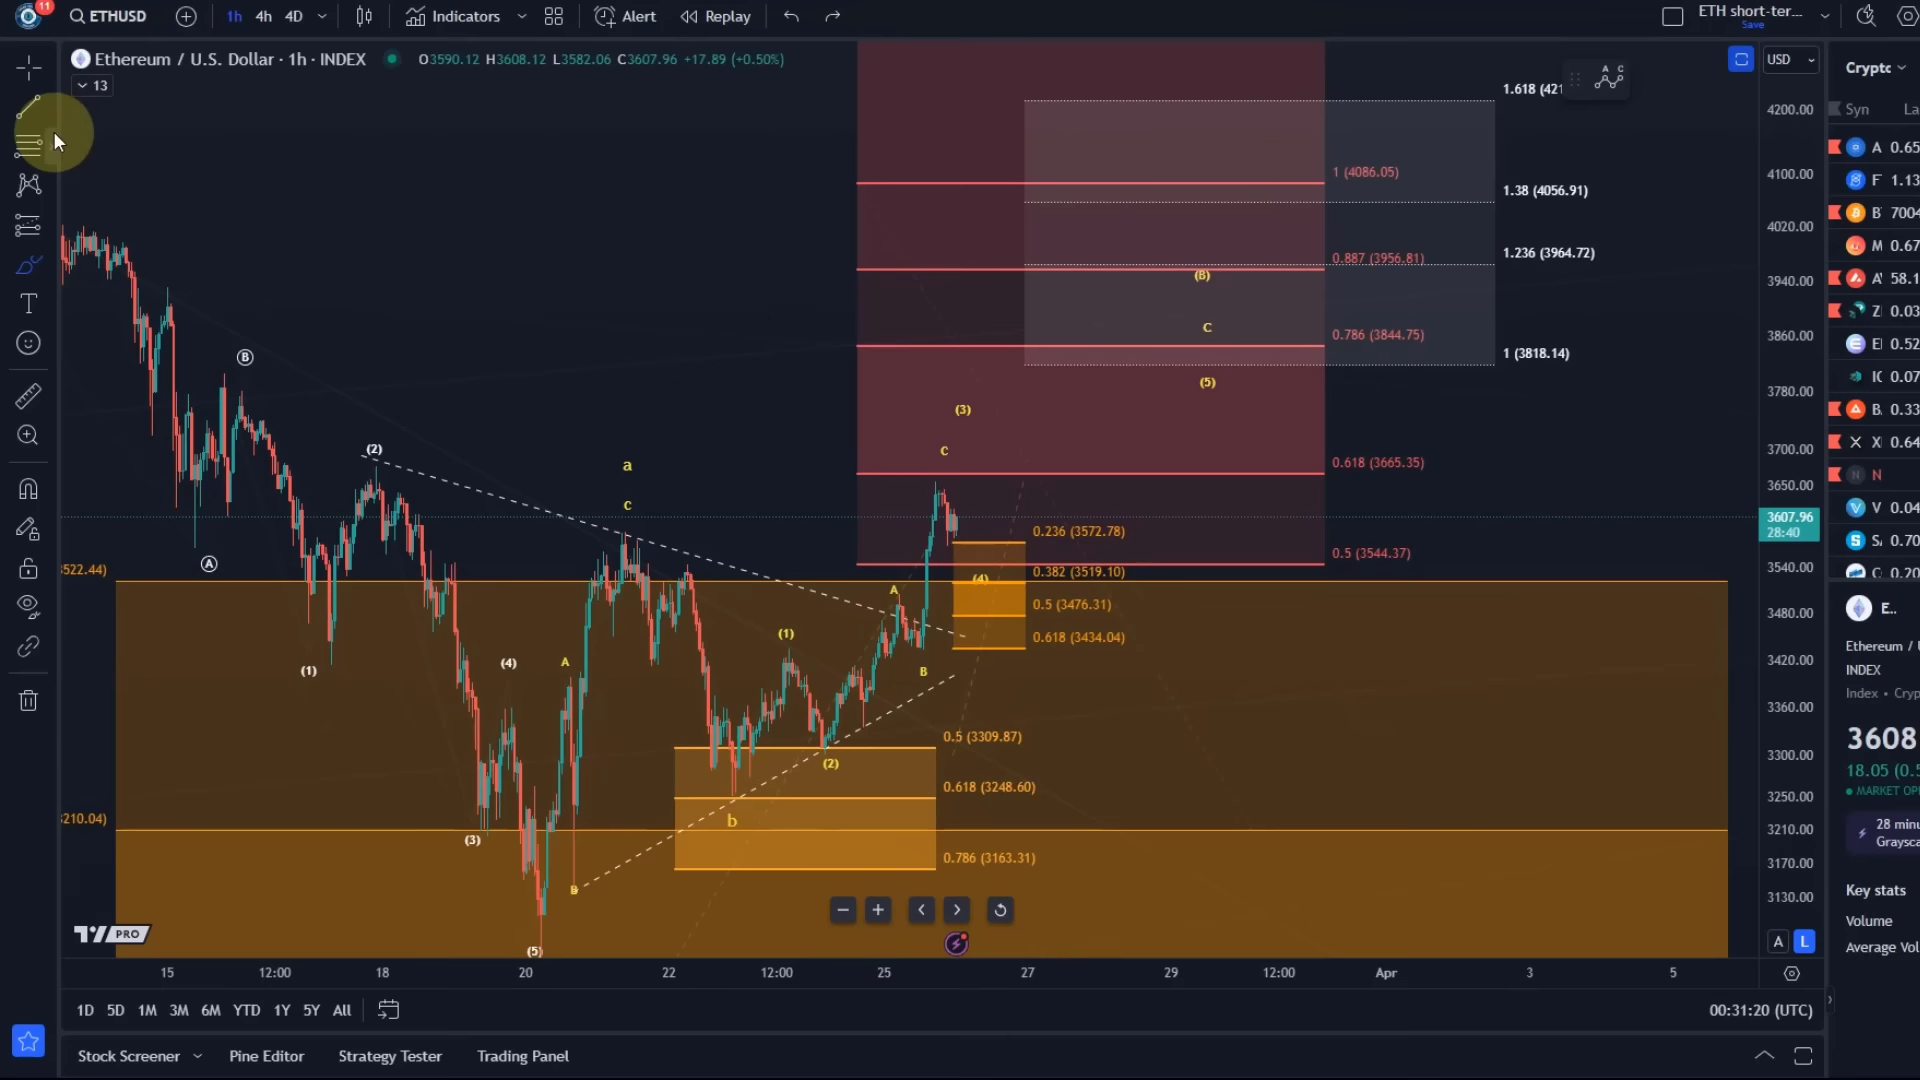 11
ETHUSD
1h 4h 4D
Indicators
Alert
Replay
ETH short-ter...
Save
Ethereum / U.S. Dollar · 1h · INDEX
O3590.12 H3608.12 L3582.06 C3607.96 +17.89 (+0.50%)
13
USD
A C
1.618 (421
1 (4086.05)
1.38 (4056.91)
1.236 (3964.72)
0.887 (3956.81)
(B)
C
0.786 (3844.75)
1 (3818.14)
(5)
(3)
C
0.618 (3665.35)
B
(2)
a
c
A
0.236 (3572.78)
0.5 (3544.37)
0.382 (3519.10)
(4)
0.5 (3476.31)
0.618 (3434.04)
3522.44)
A
(1)
B
(1)
(4)
A
0.5 (3309.87)
(2)
0.618 (3248.60)
b
3210.04)
(3)
0.786 (3163.31)
B
(5)
4200.00
4100.00
4020.00
3940.00
3860.00
3780.00
3700.00
3650.00
3607.96
28:40
3540.00
3480.00
3420.00
3360.00
3300.00
3250.00
3210.00
3170.00
3130.00
A L
PRO
15 12:00 18 20 22 12:00 25 27 29 12:00 Apr 3 5
1D 5D 1M 3M 6M YTD 1Y 5Y All
00:31:20 (UTC)
Stock Screener
Pine Editor
Strategy Tester
Trading Panel
Crypto
Syn La
A 0.65
F 1.13
B 7004
M 0.67
A 58.1
Z 0.03
E 0.52
IC 0.07
B. 0.33
X 0.64
N
V 0.04
S 0.70
C 0.20
E..
Ethereum / U
INDEX
Index • Cryp
3608
18.05 (0.5
MARKET OPE
28 minu
Graysca
Key stats
Volume
Average Vol